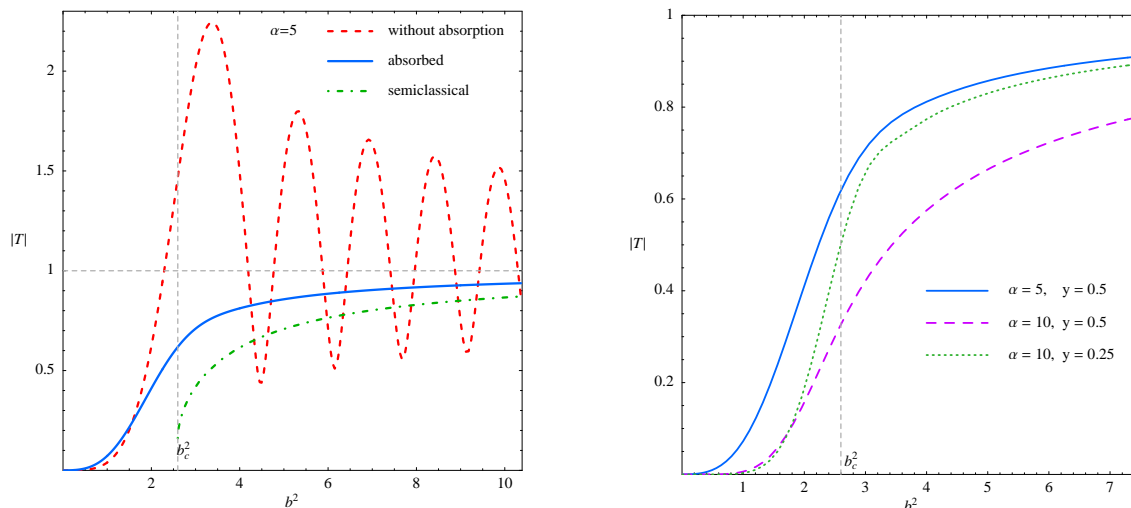 α=5
without absorption
absorbed
semiclassical
2
1.5
|T|
1
0.5
b_c^2
2 4 6 8 10
b^2
1
0.8
0.6
|T|
0.4
0.2
α = 5, y = 0.5
α = 10, y = 0.5
α = 10, y = 0.25
b_c^2
1 2 3 4 5 6 7
b^2